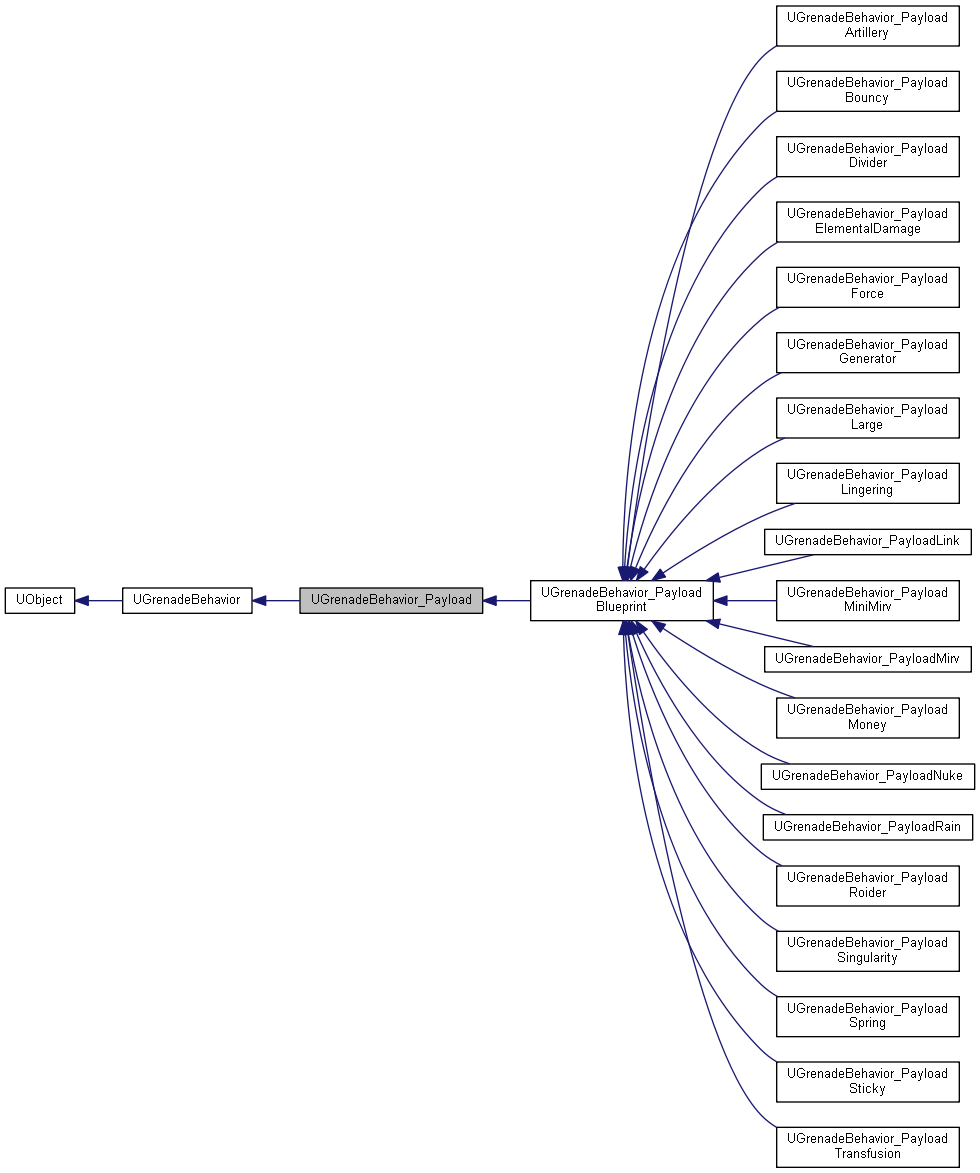 UGrenadeBehavior_Payload
Artillery
UGrenadeBehavior_Payload
Bouncy
UGrenadeBehavior_Payload
Divider
UGrenadeBehavior_Payload
ElementalDamage
UGrenadeBehavior_Payload
Force
UGrenadeBehavior_Payload
Generator
UGrenadeBehavior_Payload
Large
UGrenadeBehavior_Payload
Lingering
UGrenadeBehavior_PayloadLink
UObject
UGrenadeBehavior
UGrenadeBehavior_Payload
UGrenadeBehavior_Payload
Blueprint
UGrenadeBehavior_Payload
MiniMirv
UGrenadeBehavior_PayloadMirv
UGrenadeBehavior_Payload
Money
UGrenadeBehavior_PayloadNuke
UGrenadeBehavior_PayloadRain
UGrenadeBehavior_Payload
Roider
UGrenadeBehavior_Payload
Singularity
UGrenadeBehavior_Payload
Spring
UGrenadeBehavior_Payload
Sticky
UGrenadeBehavior_Payload
Transfusion